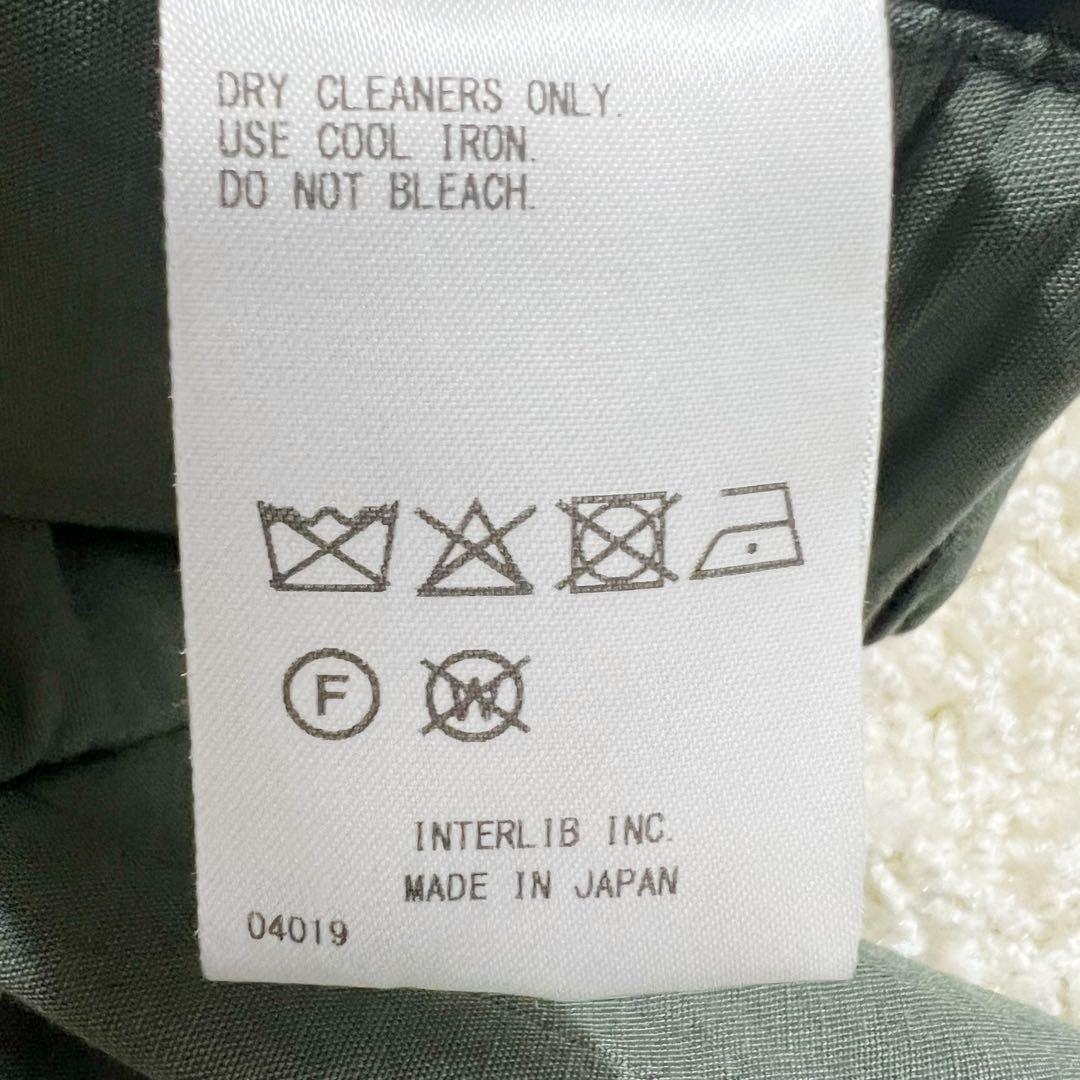 DRY CLEANERS ONLY.
USE COOL IRON.
DO NOT BLEACH.
F W
INTERLIB INC.
MADE IN JAPAN
04019